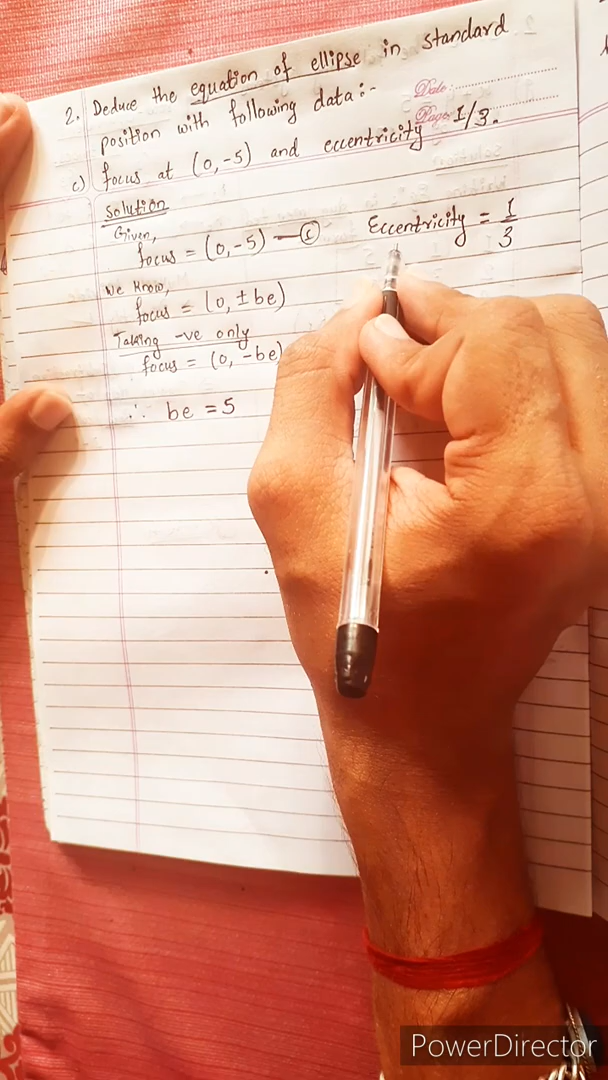 2. Deduce the equation of ellipse in standard
position with following data:-
Date:
Page:
c) focus at (0,-5) and eccentricity 1/3.
Solution
Given,
focus = (0,-5) — ⓒ
Eccentricity = 1/3
We know,
focus = (0, ±be)
Taking -ve only
focus = (0, -be)
∴ be = 5
PowerDirector